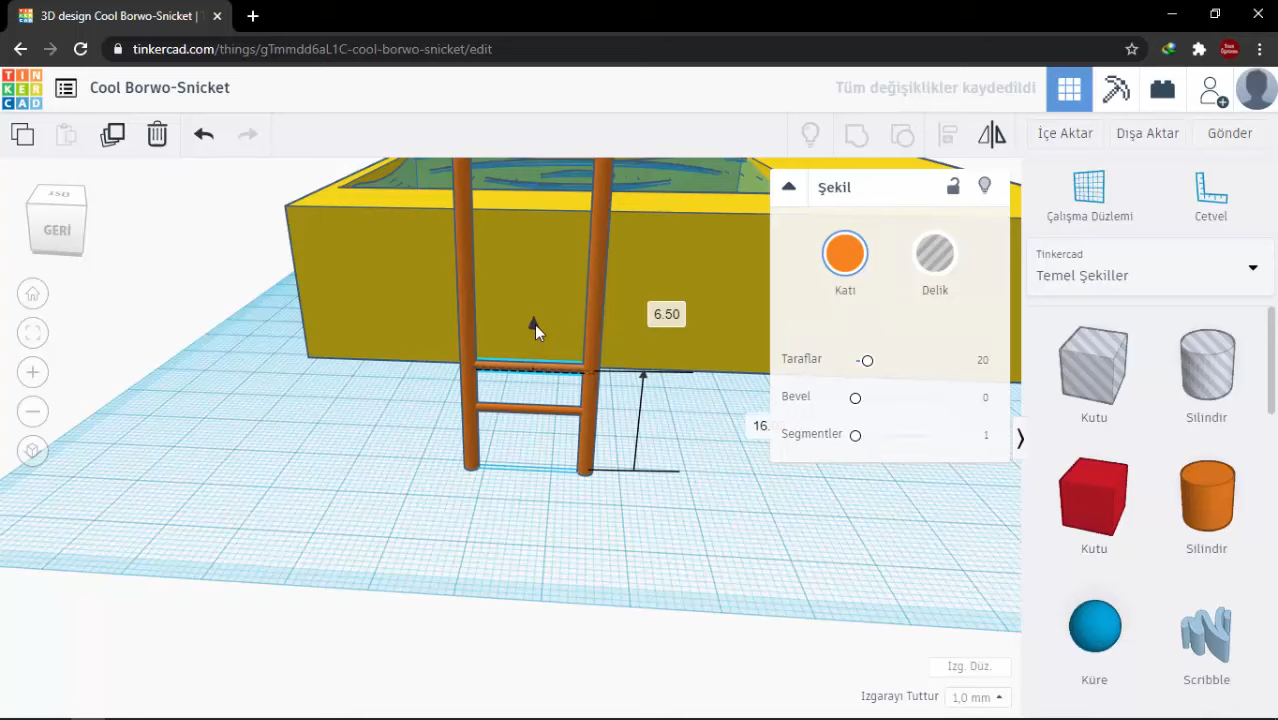 3D design Cool Borwo-Snicket |
tinkercad.com/things/gTmmdd6aL1C-cool-borwo-snicket/edit
TIN
KER
CAD
Cool Borwo-Snicket
Tüm değişiklikler kaydedildi
İçe Aktar
Dışa Aktar
Gönder
GERİ
Şekil
Katı
Delik
Taraflar
20
Bevel
0
Segmentler
1
6.50
16.
Çalışma Düzlemi
Cetvel
Tinkercad
Temel Şekiller
Kutu
Silindir
Kutu
Silindir
Küre
Scribble
Izg. Düz.
Izgarayı Tuttur
1,0 mm